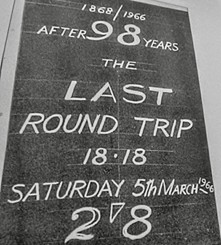 1868/1966
AFTER 98 YEARS
THE
LAST
ROUND TRIP
18·18
SATURDAY 5th MARCH 1966
2/8